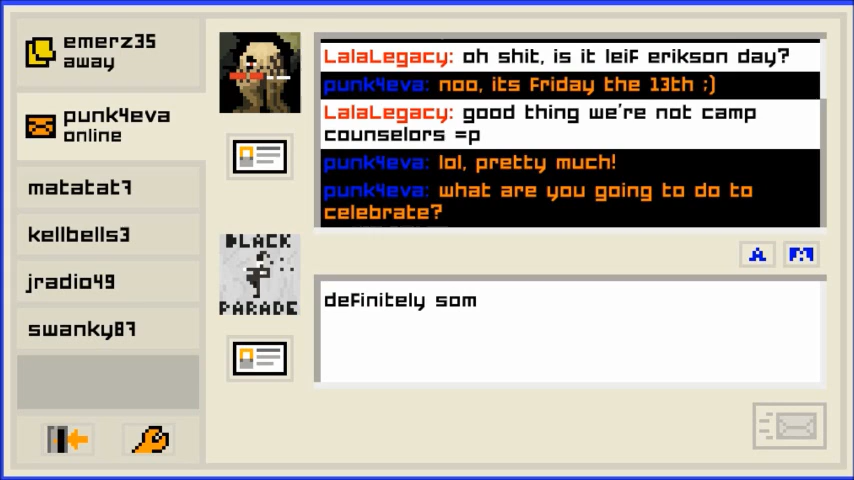 emerz35
away
punk4eva
online
matatat7
kellbells3
jradio49
swanky87
LalaLegacy: oh shit, is it leif erikson day?
punk4eva: noo, its Friday the 13th ;)
LalaLegacy: good thing we're not camp
counselors =p
punk4eva: lol, pretty much!
punk4eva: what are you going to do to
celebrate?
BLACK
PARADE
A
definitely som